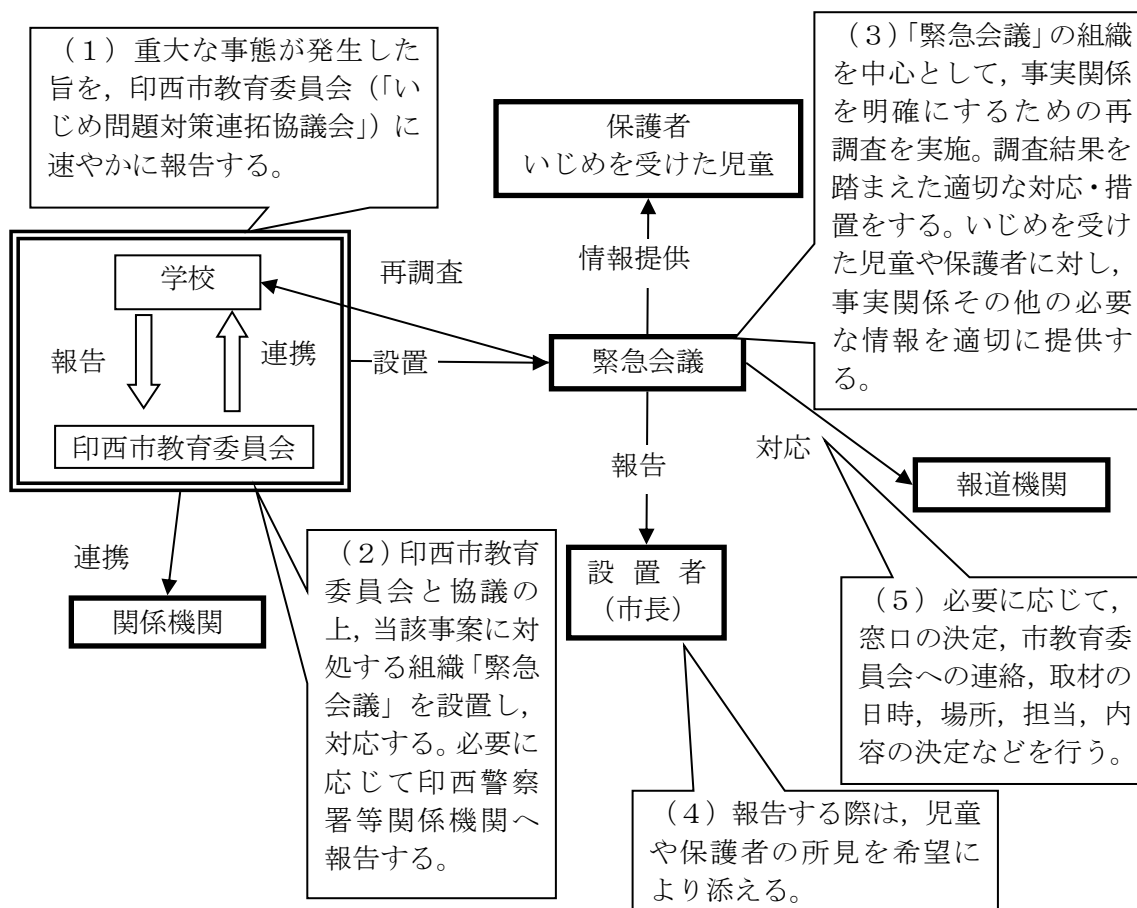 (1)重大な事態が発生した
旨を,印西市教育委員会(「い
じめ問題対策連拓協議会」)に
速やかに報告する。
保護者
いじめを受けた児童
(3)「緊急会議」の組織
を中心として,事実関係
を明確にするための再
調査を実施。調査結果を
踏まえた適切な対応・措
置をする。いじめを受け
た児童や保護者に対し,
事実関係その他の必要
な情報を適切に提供す
る。
学校
再調査
情報提供
報告
連携
設置
緊急会議
印西市教育委員会
報告
対応
報道機関
連携
関係機関
(2)印西市教育
委員会と協議の
上,当該事案に対
処する組織「緊急
会議」を設置し,
対応する。必要に
応じて印西警察
署等関係機関へ
報告する。
設置者
(市長)
(5)必要に応じて,
窓口の決定,市教育委
員会への連絡,取材の
日時,場所,担当,内
容の決定などを行う。
(4)報告する際は,児童
や保護者の所見を希望に
より添える。